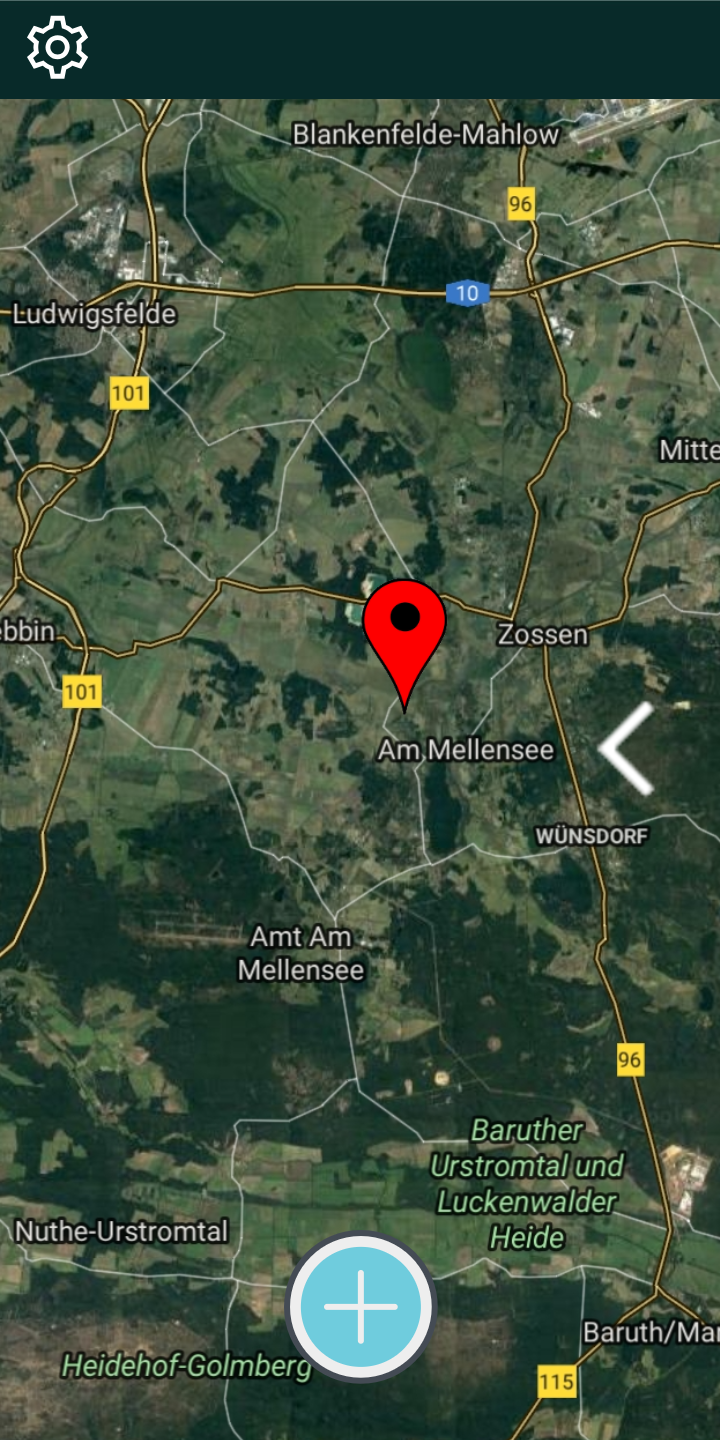 Blankenfelde-Mahlow
96
10
Ludwigsfelde
101
Mitte
ebbin
Zossen
101
Am Mellensee
WÜNSDORF
Amt Am
Mellensee
96
Baruther
Urstromtal und
Luckenwalder
Heide
Nuthe-Urstromtal
Baruth/Mar
Heidehof-Golmberg
115